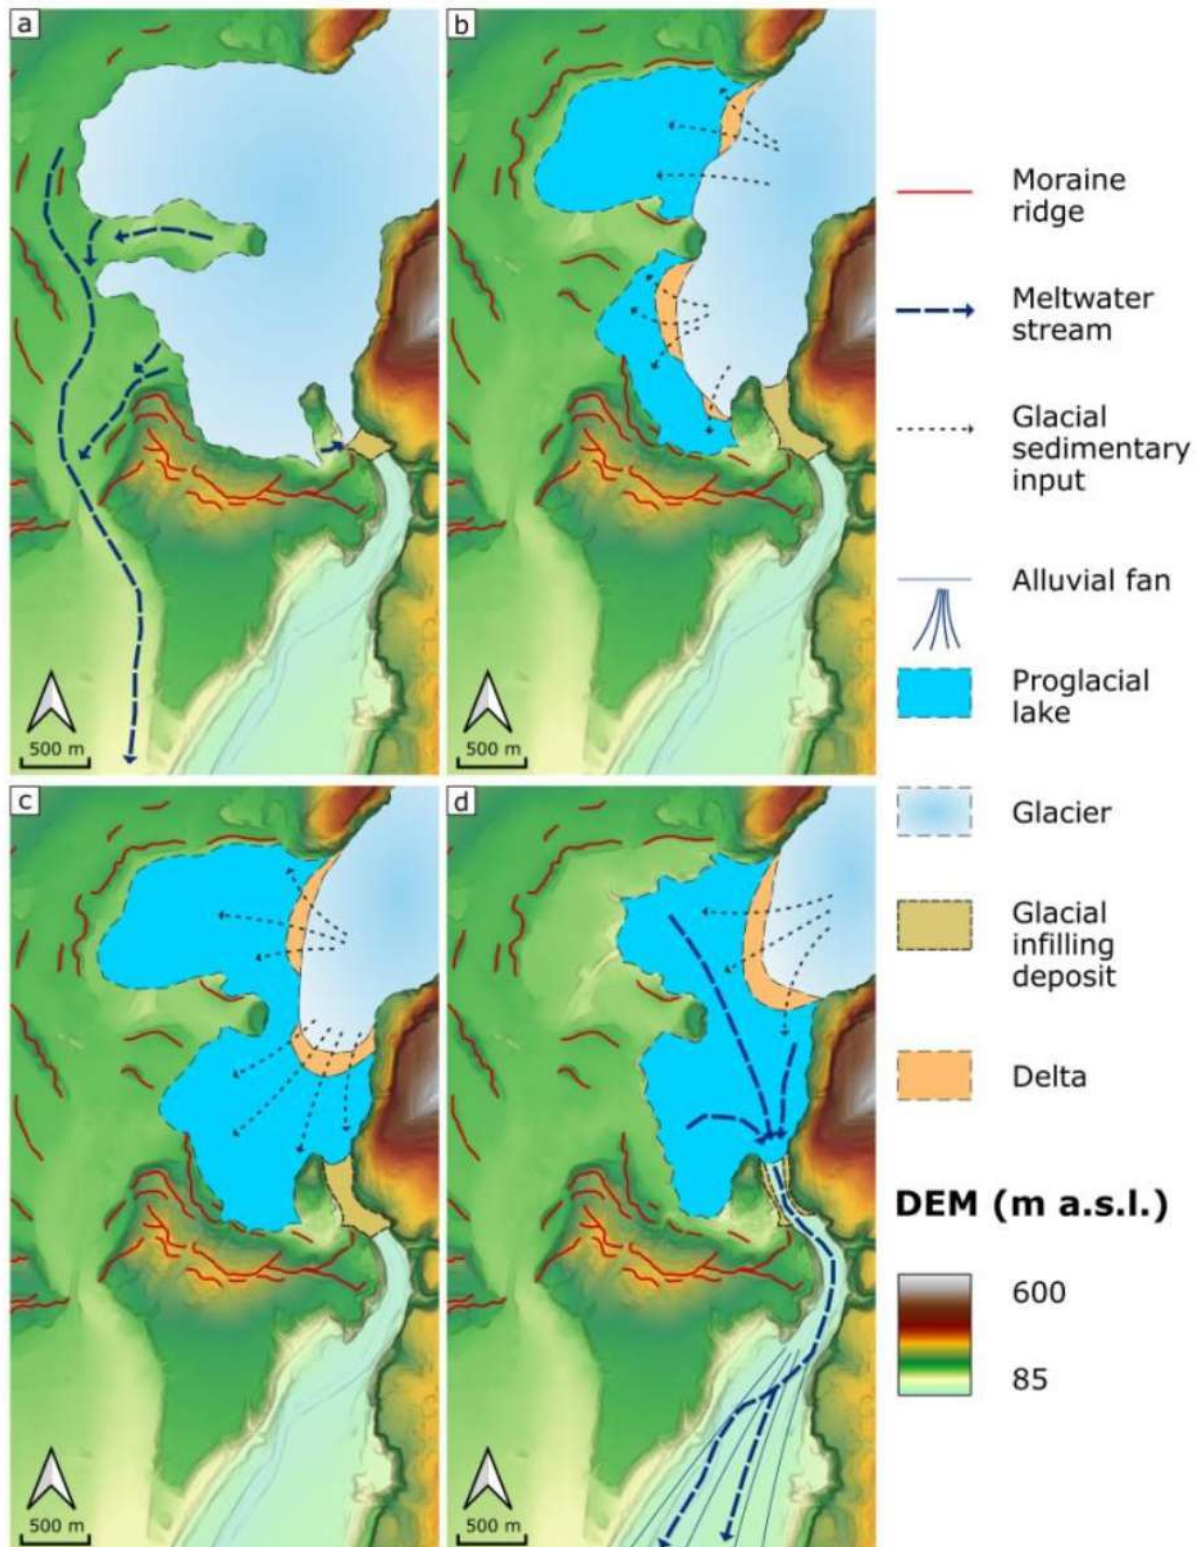 a
b
Moraine
ridge
Meltwater
stream
Glacial
sedimentary
input
Alluvial fan
Proglacial
lake
500 m
500 m
c
d
Glacier
Glacial
infilling
deposit
Delta
DEM (m a.s.l.)
600
85
500 m
500 m